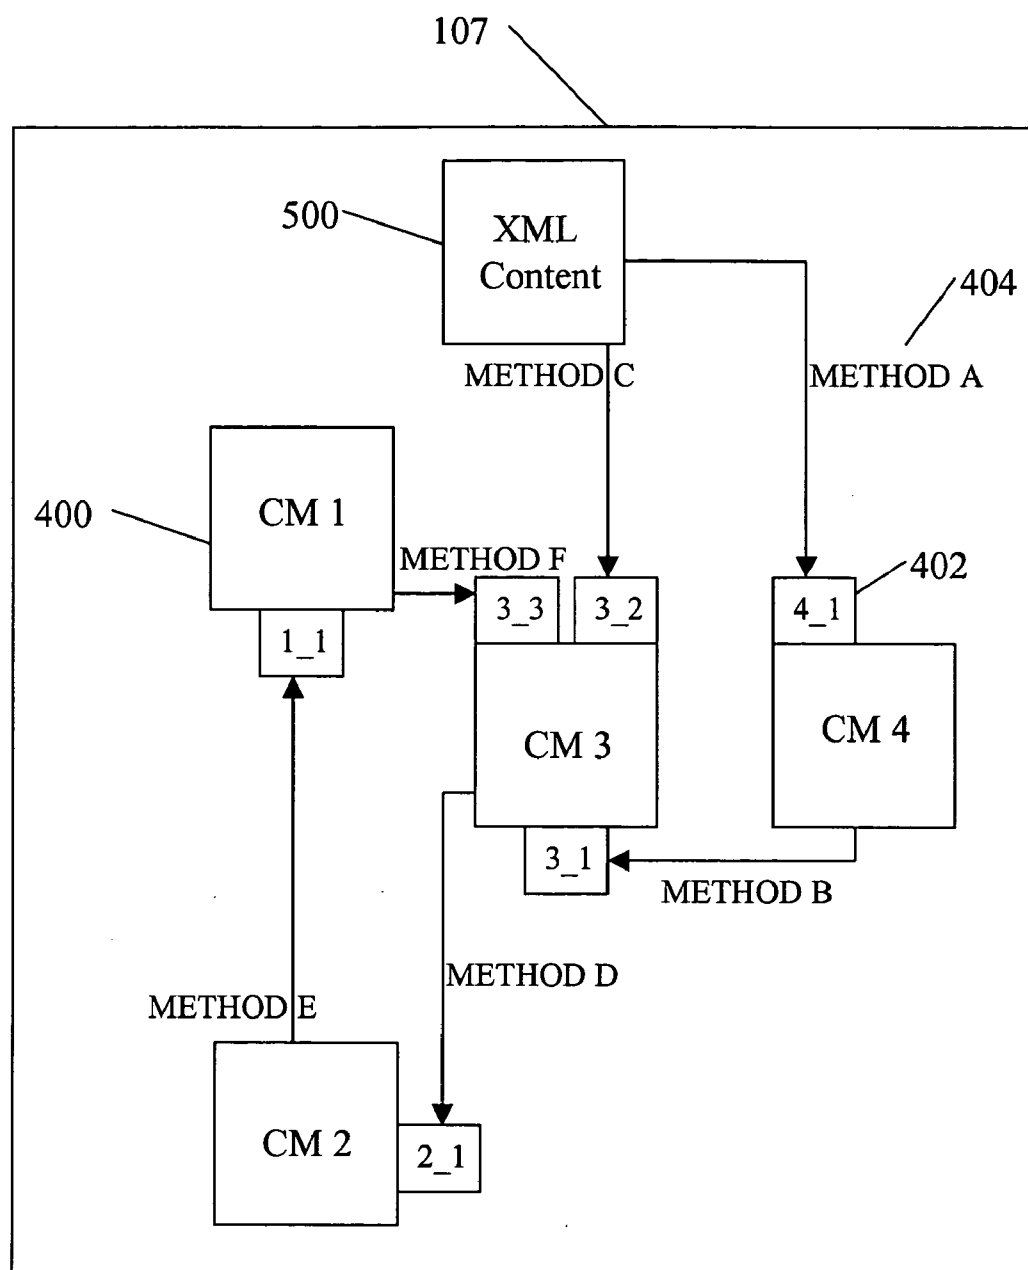 107
500
XML
Content
404
METHOD C
METHOD A
400
CM 1
METHOD F
402
3_3
3_2
4_1
1_1
CM 3
CM 4
3_1
METHOD B
METHOD D
METHOD E
CM 2
2_1